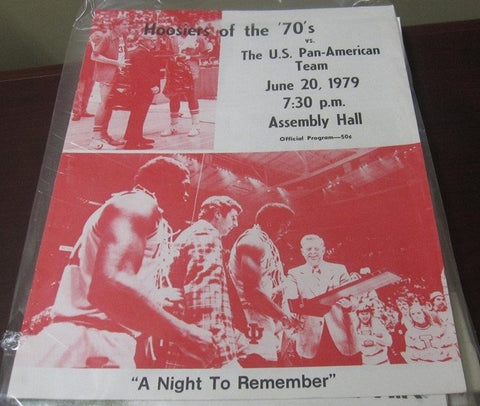 Hoosiers of the '70's
vs.
The U.S. Pan-American
Team
June 20, 1979
7:30 p.m.
Assembly Hall
Official Program—50¢
"A Night To Remember"